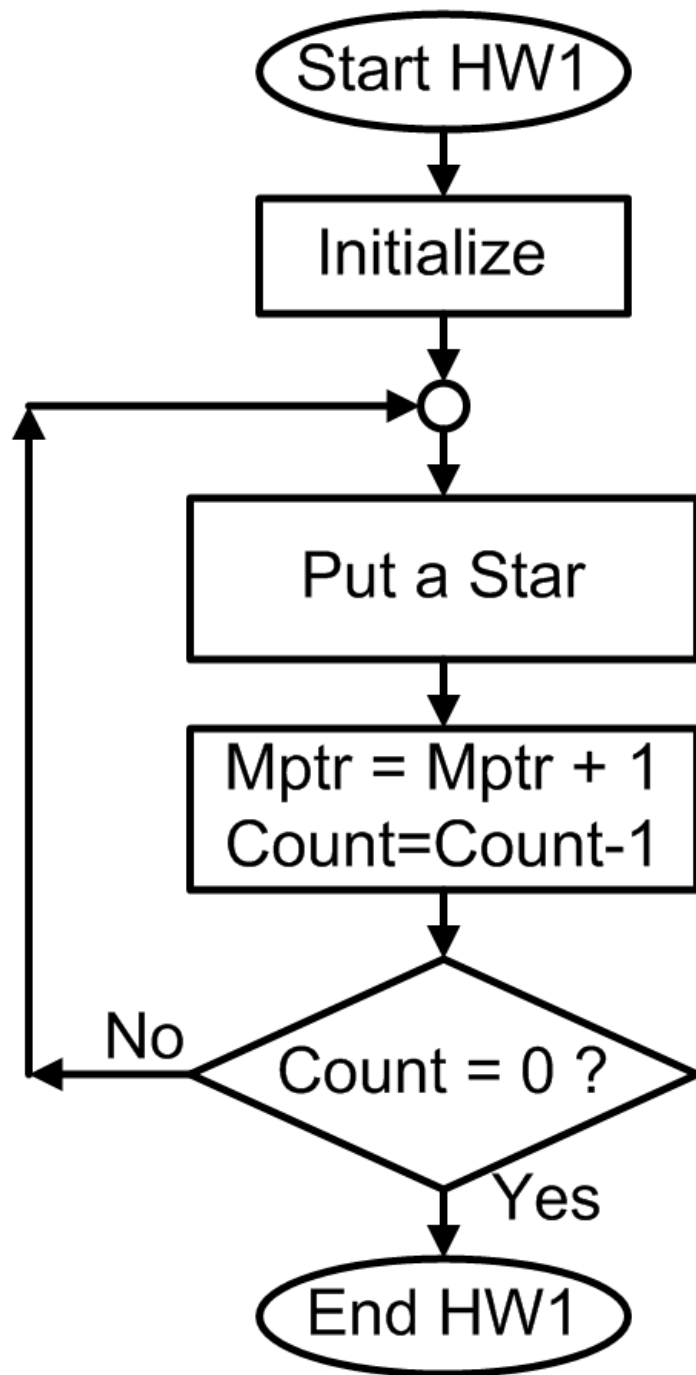 Start HW1
Initialize
Put a Star
Mptr = Mptr + 1
Count=Count-1
Count = 0 ?
No
Yes
End HW1